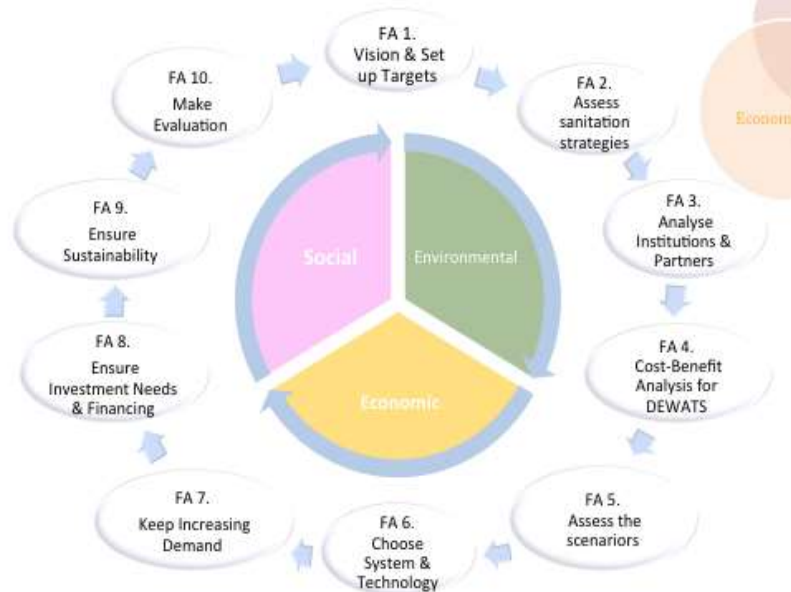 FA 1.
Vision & Set
up Targets
FA 2.
Assess
sanitation
strategies
FA 3.
Analyse
Institutions &
Partners
FA 4.
Cost-Benefit
Analysis for
DEWATS
FA 5.
Assess the
scenariors
FA 6.
Choose
System &
Technology
FA 7.
Keep Increasing
Demand
FA 8.
Ensure
Investment Needs
& Financing
FA 9.
Ensure
Sustainability
FA 10.
Make
Evaluation
Social
Environmental
Economic